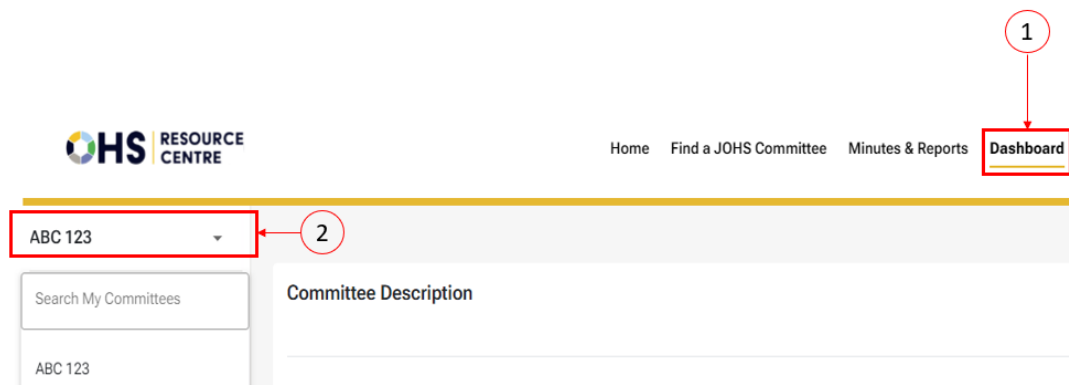 1
OHS RESOURCE CENTRE
Home Find a JOHS Committee Minutes & Reports Dashboard
ABC 123
2
Search My Committees
Committee Description
ABC 123